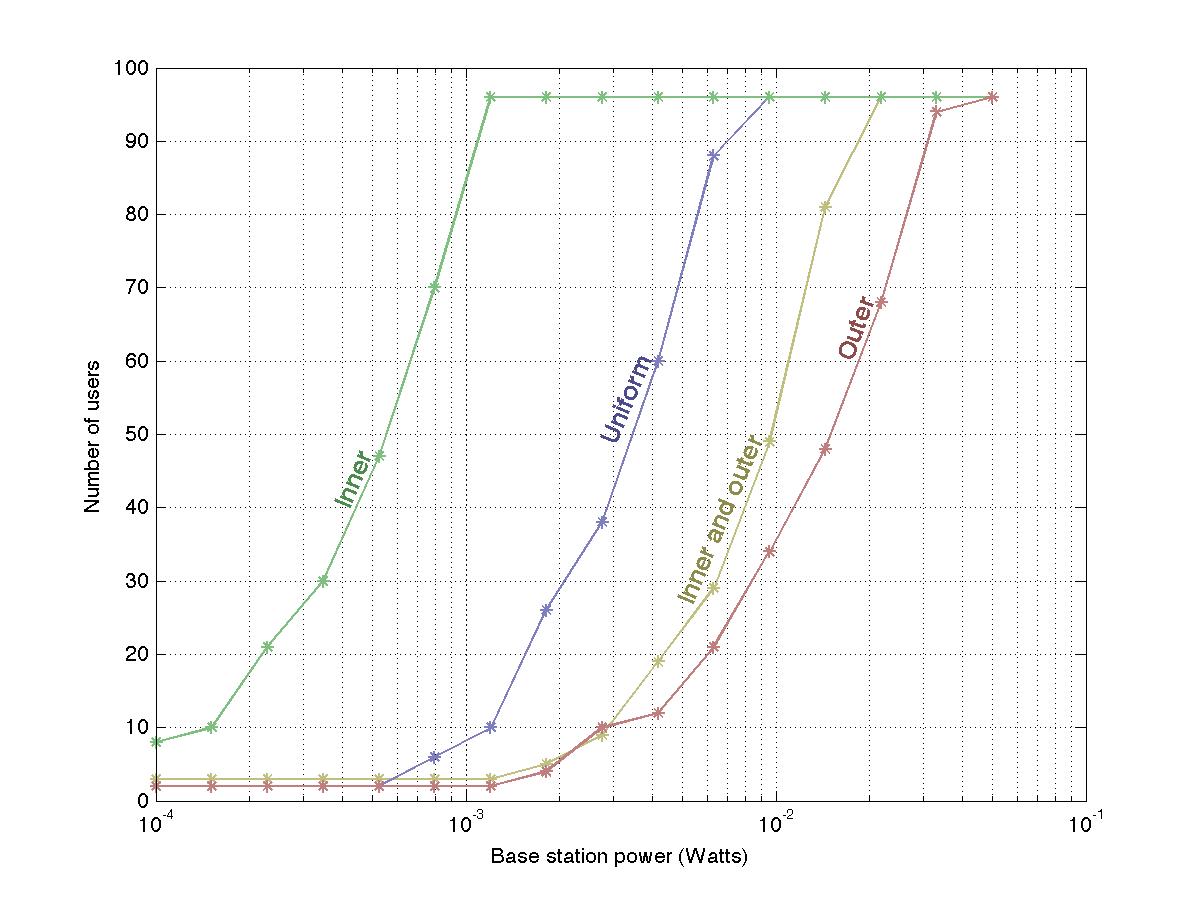 100
90
80
70
60
50
40
30
20
10
0
Number of users
Inner
Uniform
Inner and outer
Outer
10-4
10-3
10-2
10-1
Base station power (Watts)